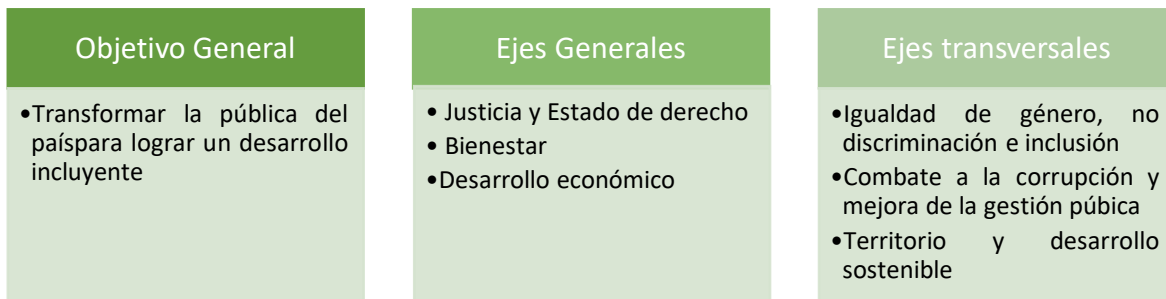 Objetivo General
•Transformar la pública del
paíspara lograr un desarrollo
incluyente
Ejes Generales
• Justicia y Estado de derecho
• Bienestar
•Desarrollo económico
Ejes transversales
•Igualdad de género, no
discriminación e inclusión
•Combate a la corrupción y
mejora de la gestión púbica
•Territorio y desarrollo
sostenible